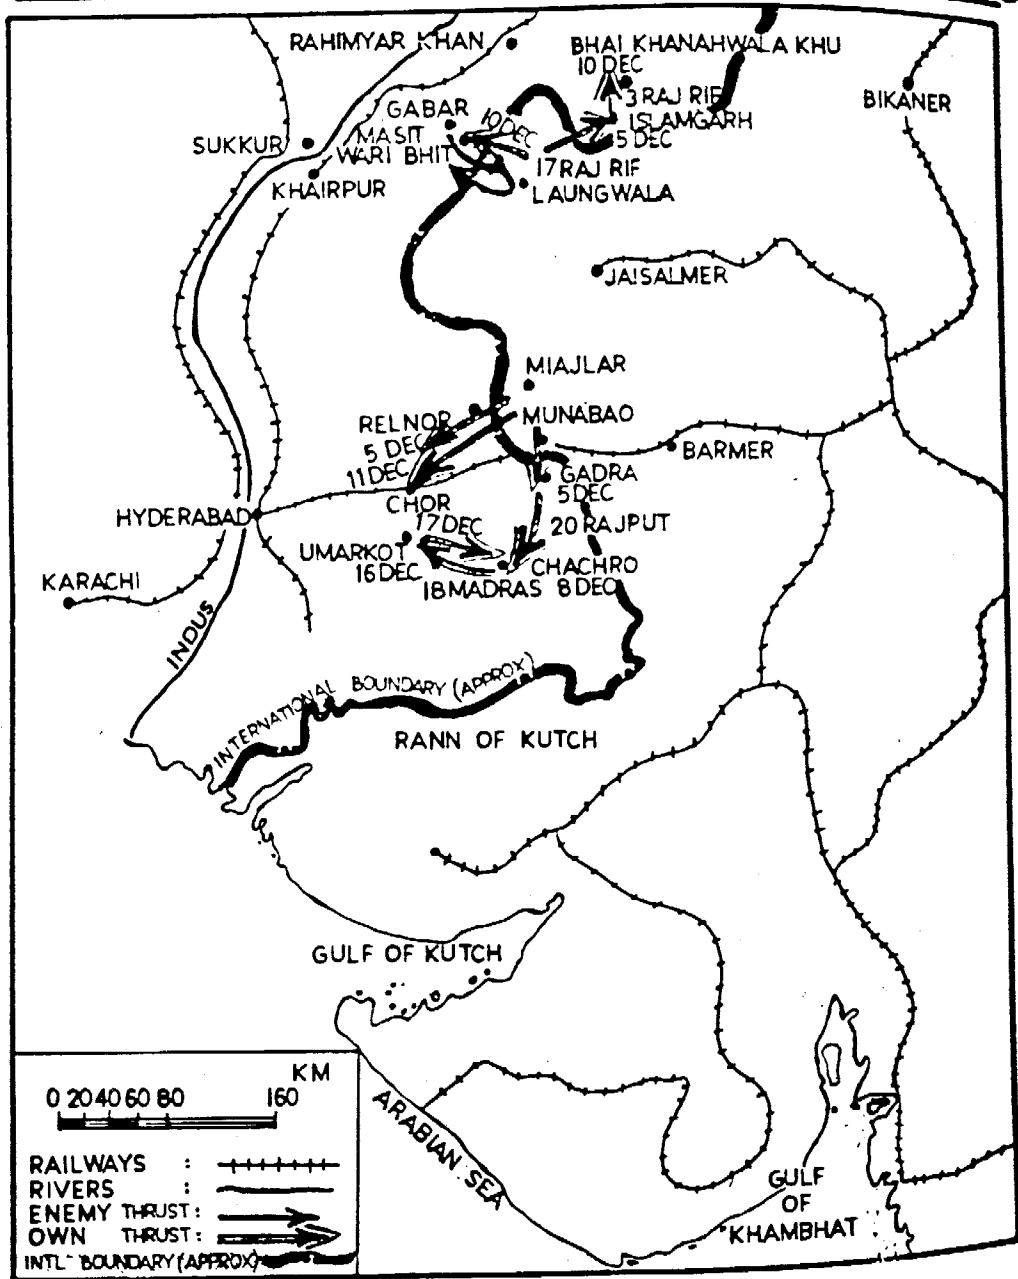 RAHIMYAR KHAN
BHAI KHANAHWALA KHU
10 DEC
BIKANER
3 RAJ RIF
ISLAMGARH
5 DEC
GABAR
10 DEC
MASIT
WARI BHIT
SUKKUR
KHAIRPUR
17 RAJ RIF
LAUNGWALA
JAISALMER
MIAJLAR
MUNABAO
RELNOR
5 DEC
11 DEC
BARMER
GADRA
5 DEC
CHOR
HYDERABAD
17 DEC
20 RAJPUT
UMARKOT
16 DEC
CHACHRO
18 MADRAS 8 DEC
KARACHI
INDUS
INTERNATIONAL BOUNDARY (APPROX)
RANN OF KUTCH
GULF OF KUTCH
ARABIAN SEA
GULF
OF
KHAMBHAT
KM
0 20 40 60 80 160
RAILWAYS :
RIVERS :
ENEMY THRUST :
OWN THRUST :
INTL BOUNDARY (APPROX)